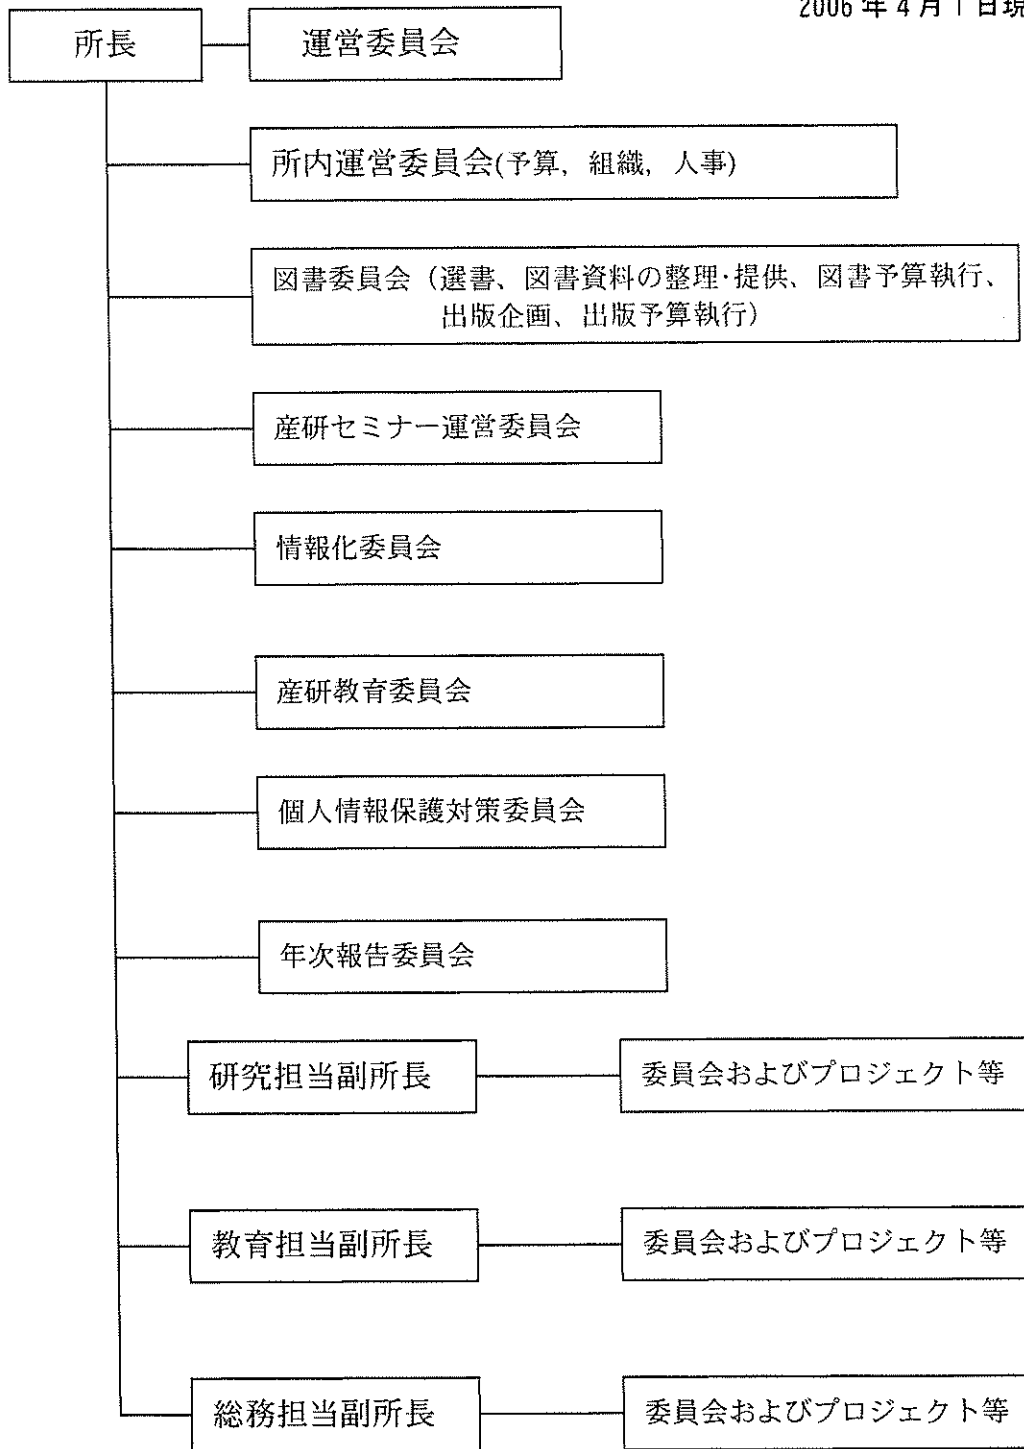 2006 年 4 月 1 日現
所長
運営委員会
所内運営委員会(予算, 組織, 人事)
図書委員会（選書、図書資料の整理･提供、図書予算執行、
出版企画、出版予算執行）
産研セミナー運営委員会
情報化委員会
産研教育委員会
個人情報保護対策委員会
年次報告委員会
研究担当副所長
委員会およびプロジェクト等
教育担当副所長
委員会およびプロジェクト等
総務担当副所長
委員会およびプロジェクト等